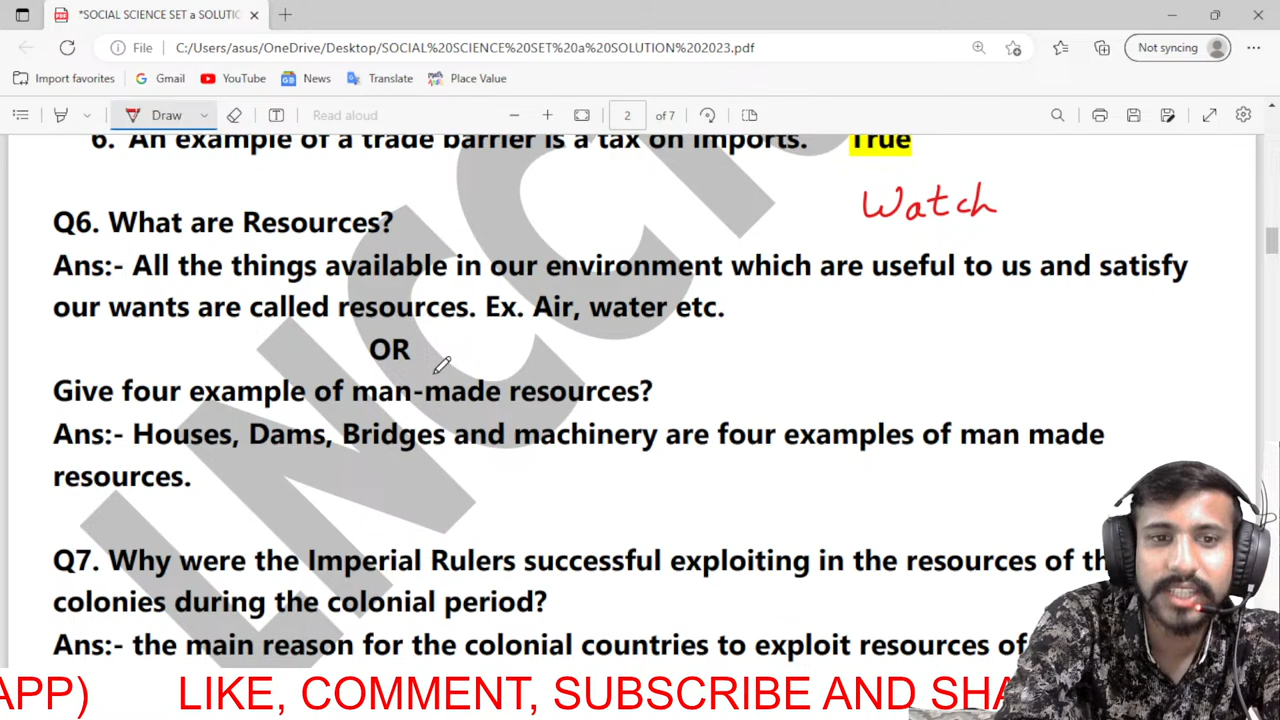 *SOCIAL SCIENCE SET a SOLUTIO
File C:/Users/asus/OneDrive/Desktop/SOCIAL%20SCIENCE%20SET%20a%20SOLUTION%202023.pdf Not syncing
Import favorites Gmail YouTube News Translate Place Value
Draw Read aloud 2 of 7
6. An example of a trade barrier is a tax on imports. True
Watch
Q6. What are Resources?
Ans:- All the things available in our environment which are useful to us and satisfy
our wants are called resources. Ex. Air, water etc.
OR
Give four example of man-made resources?
Ans:- Houses, Dams, Bridges and machinery are four examples of man made
resources.
Q7. Why were the Imperial Rulers successful exploiting in the resources of th
colonies during the colonial period?
Ans:- the main reason for the colonial countries to exploit resources of
APP) LIKE, COMMENT, SUBSCRIBE AND SHA